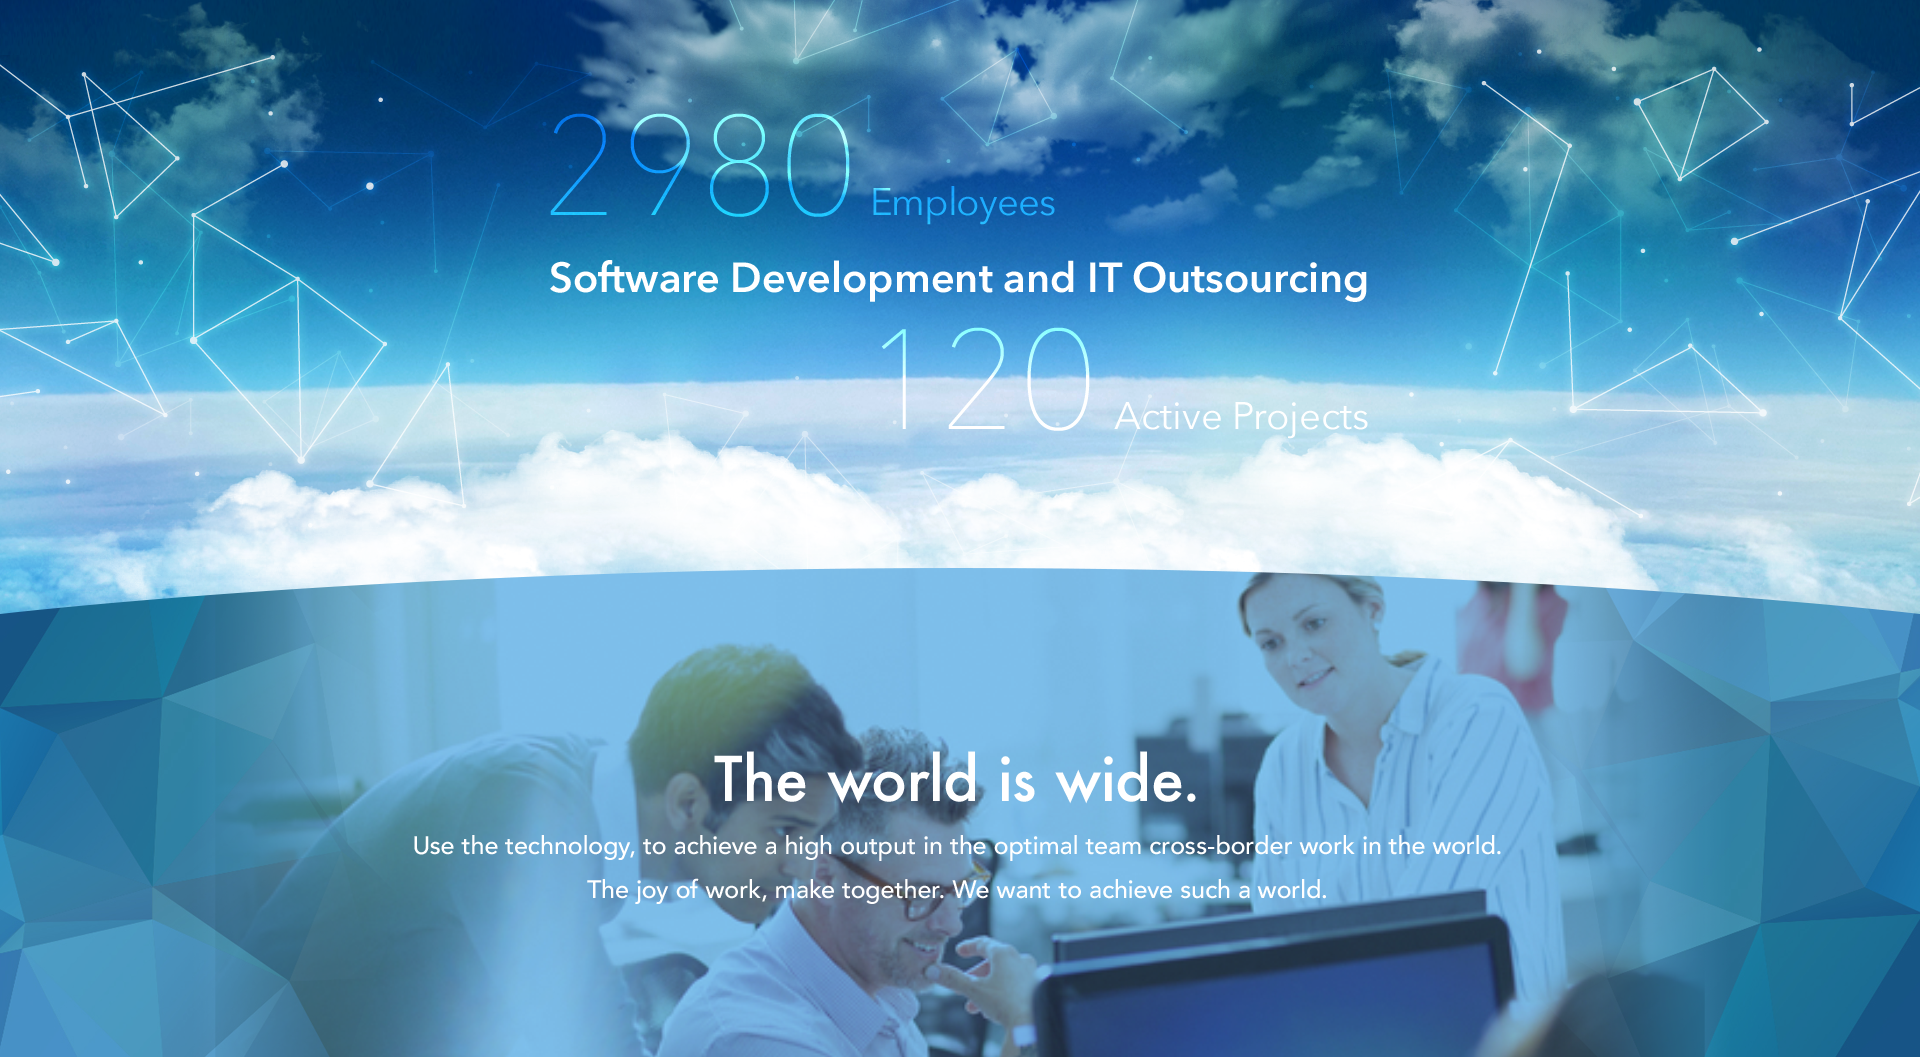 2980 Employees
Software Development and IT Outsourcing
120 Active Projects
The world is wide.
Use the technology, to achieve a high output in the optimal team cross-border work in the world.
The joy of work, make together. We want to achieve such a world.